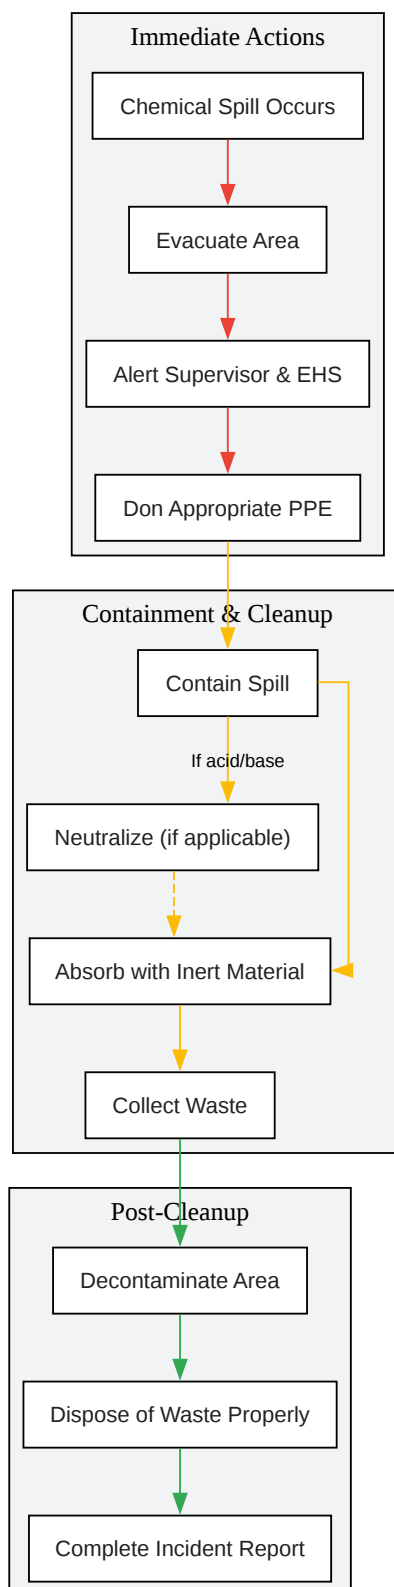 Immediate Actions
Chemical Spill Occurs
Evacuate Area
Alert Supervisor & EHS
Don Appropriate PPE
Containment & Cleanup
Contain Spill
If acid/base
Neutralize (if applicable)
Absorb with Inert Material
Collect Waste
Post-Cleanup
Decontaminate Area
Dispose of Waste Properly
Complete Incident Report